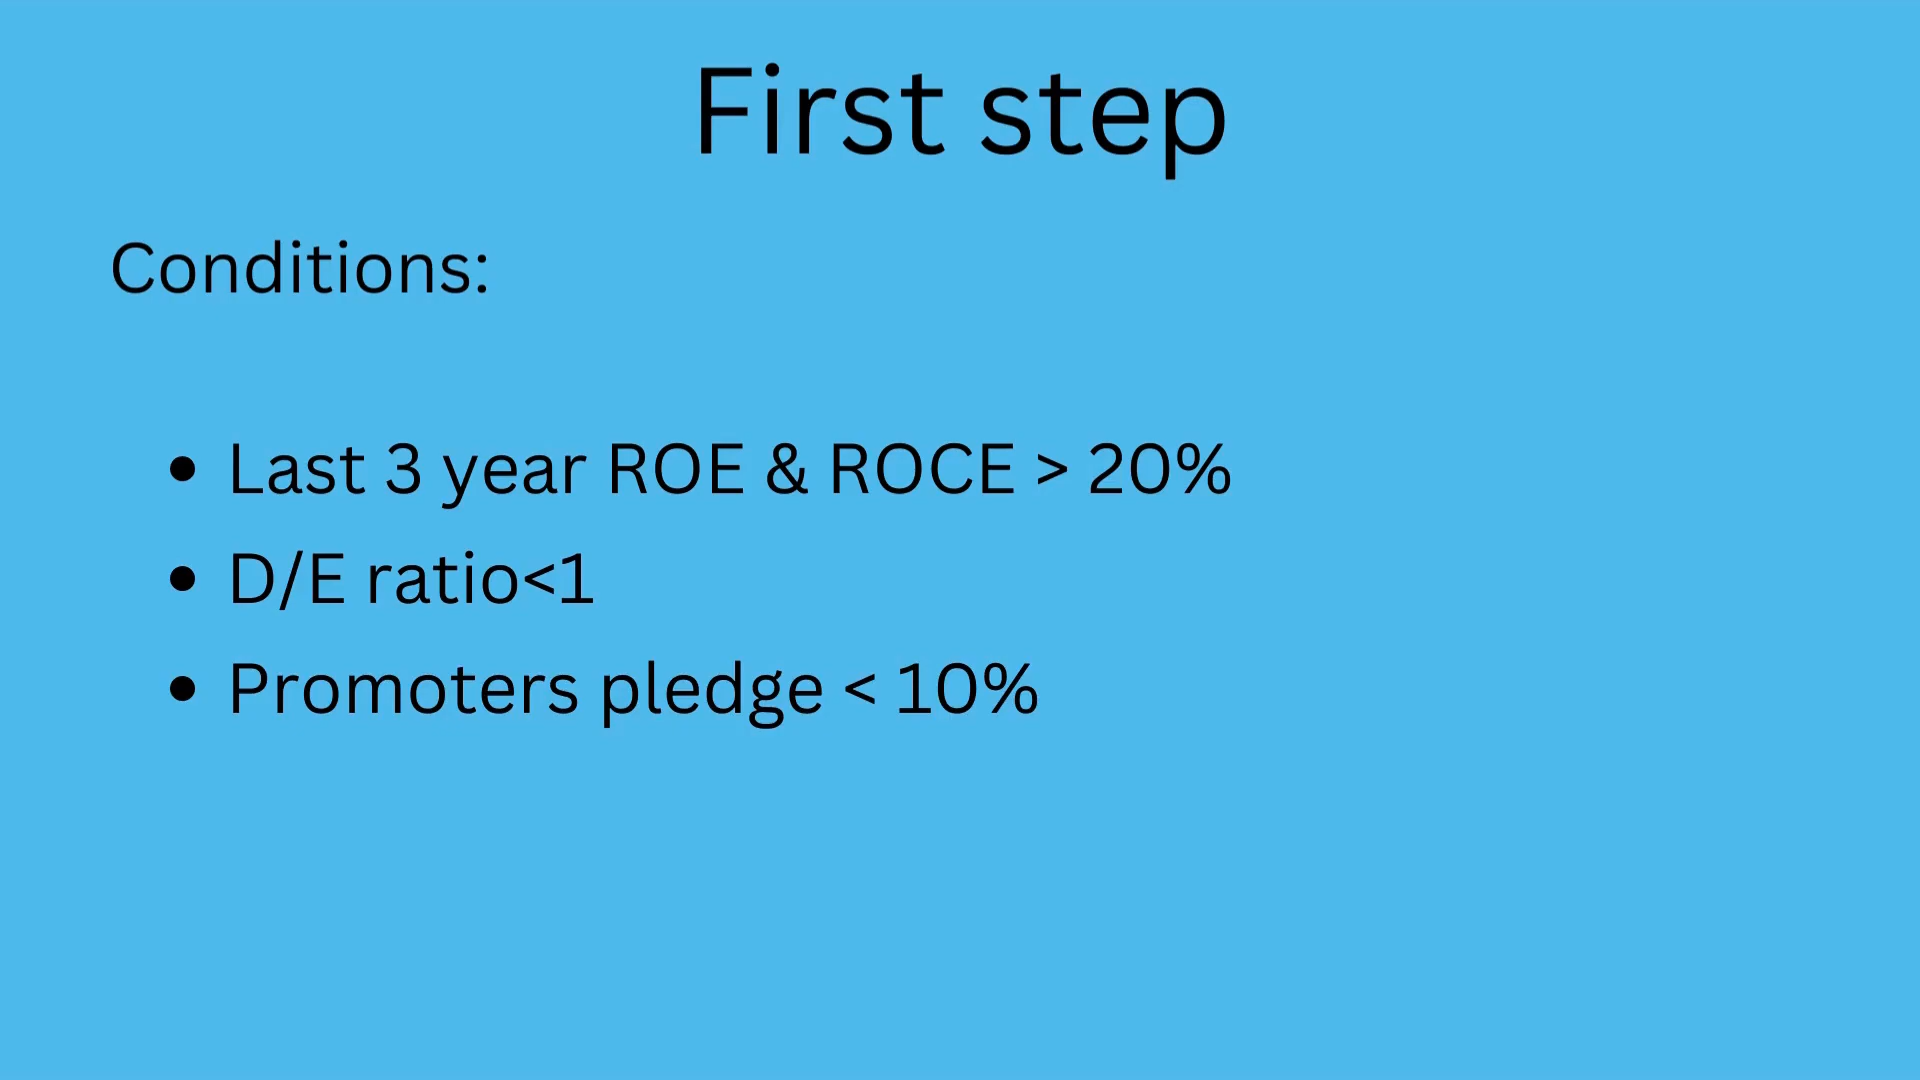 First step
Conditions:
• Last 3 year ROE & ROCE > 20%
• D/E ratio<1
• Promoters pledge < 10%